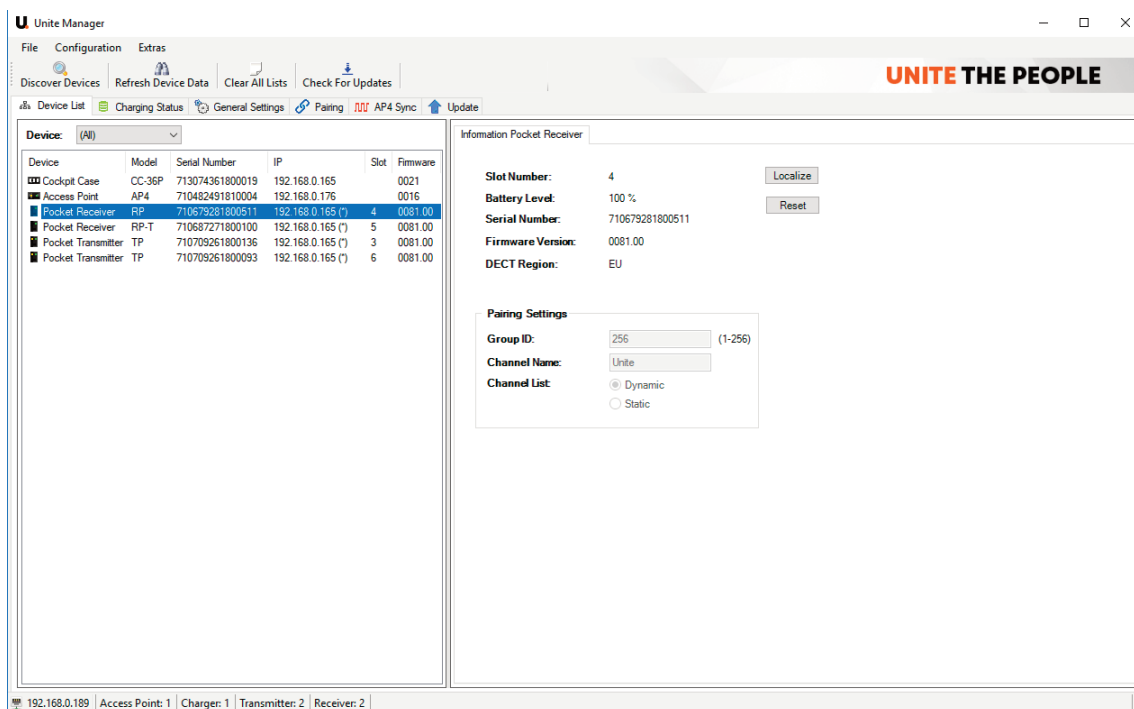 U. Unite Manager
File Configuration Extras
Discover Devices Refresh Device Data Clear All Lists Check For Updates
UNITE THE PEOPLE
Device List Charging Status General Settings Pairing AP4 Sync Update
Device: (All)
Device Model Serial Number IP Slot Firmware
Cockpit Case CC-36P 713074361800019 192.168.0.165 0021
Access Point AP4 710482491810004 192.168.0.176 0016
Pocket Receiver RP 710679281800511 192.168.0.165 (*) 4 0081.00
Pocket Receiver RP-T 710687271800100 192.168.0.165 (*) 5 0081.00
Pocket Transmitter TP 710709261800136 192.168.0.165 (*) 3 0081.00
Pocket Transmitter TP 710709261800093 192.168.0.165 (*) 6 0081.00
Infomation Pocket Receiver
Slot Number: 4 Localize
Battery Level: 100 %
Reset
Serial Number: 710679281800511
Firmware Version: 0081.00
DECT Region: EU
Pairing Settings
Group ID: 256 (1-256)
Channel Name: Unite
Channel List: Dynamic
Static
192.168.0.189 Access Point: 1 Charger: 1 Transmitter: 2 Receiver: 2